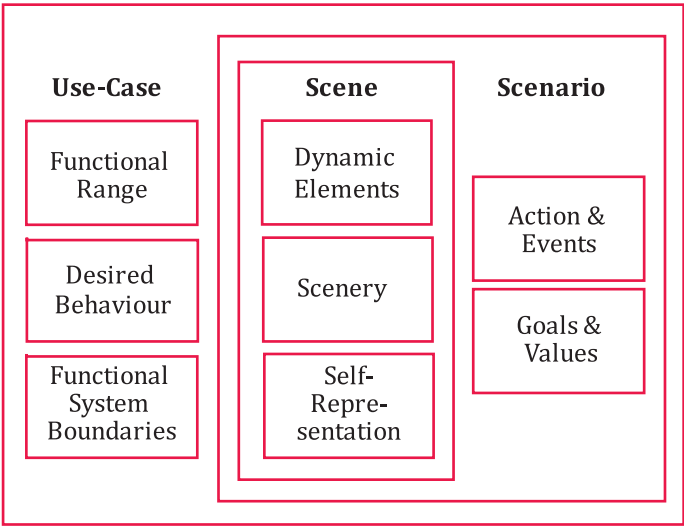 Use-Case
Functional
Range
Desired
Behaviour
Functional
System
Boundaries
Scene
Dynamic
Elements
Scenery
Self-
Repre-
sentation
Scenario
Action &
Events
Goals &
Values